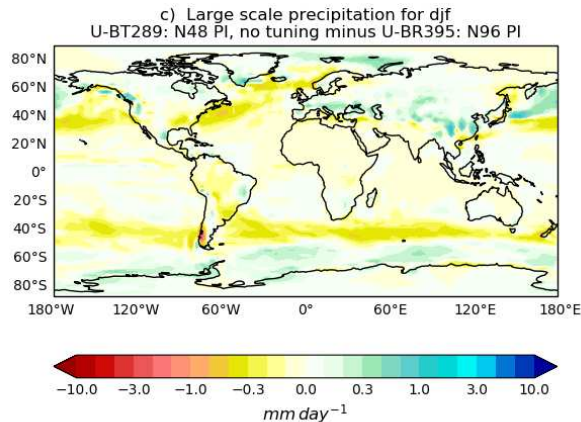 c) Large scale precipitation for djf
U-BT289: N48 PI, no tuning minus U-BR395: N96 PI
80°N
60°N
40°N
20°N
0°
20°S
40°S
60°S
80°S
180°W 120°W 60°W 0° 60°E 120°E 180°E
−10.0 −3.0 −1.0 −0.3 0.0 0.3 1.0 3.0 10.0
mm day⁻¹